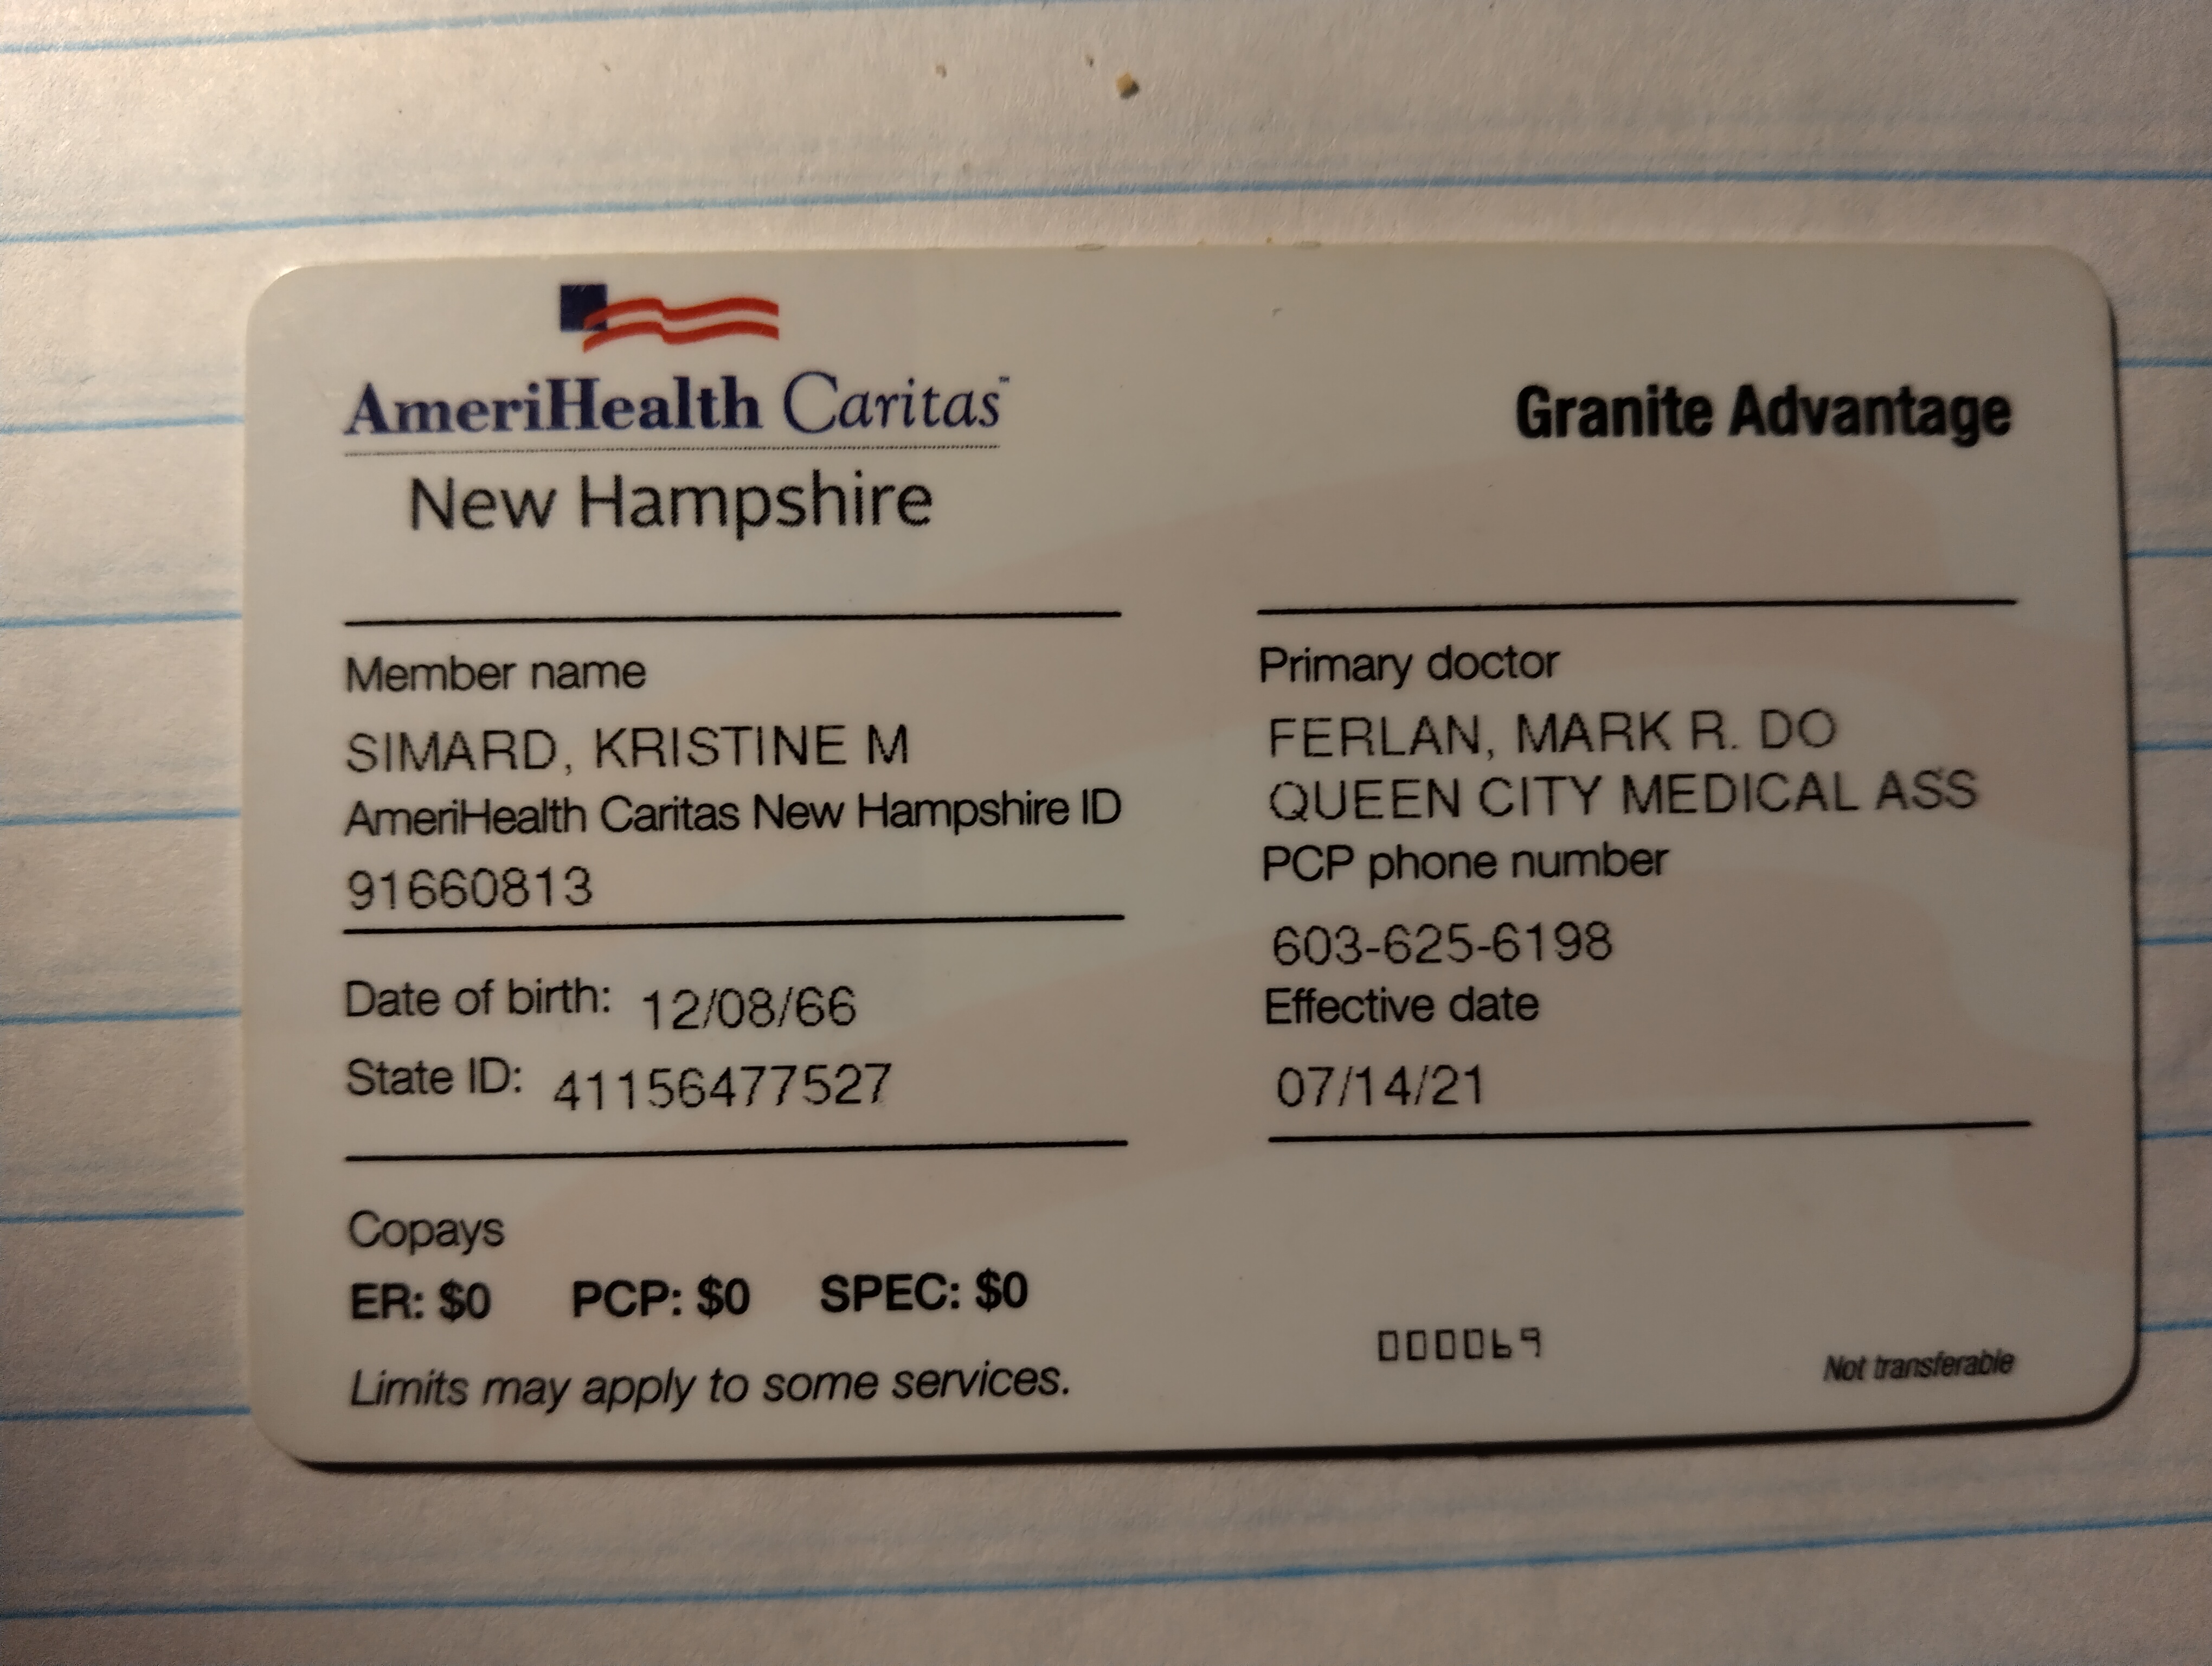 AmeriHealth Caritas™
New Hampshire
Granite Advantage
Member name
SIMARD, KRISTINE M
AmeriHealth Caritas New Hampshire ID
91660813
Date of birth: 12/08/66
State ID: 41156477527
Copays
ER: $0 PCP: $0 SPEC: $0
Limits may apply to some services.
Primary doctor
FERLAN, MARK R. DO
QUEEN CITY MEDICAL ASS
PCP phone number
603-625-6198
Effective date
07/14/21
000069
Not transferable